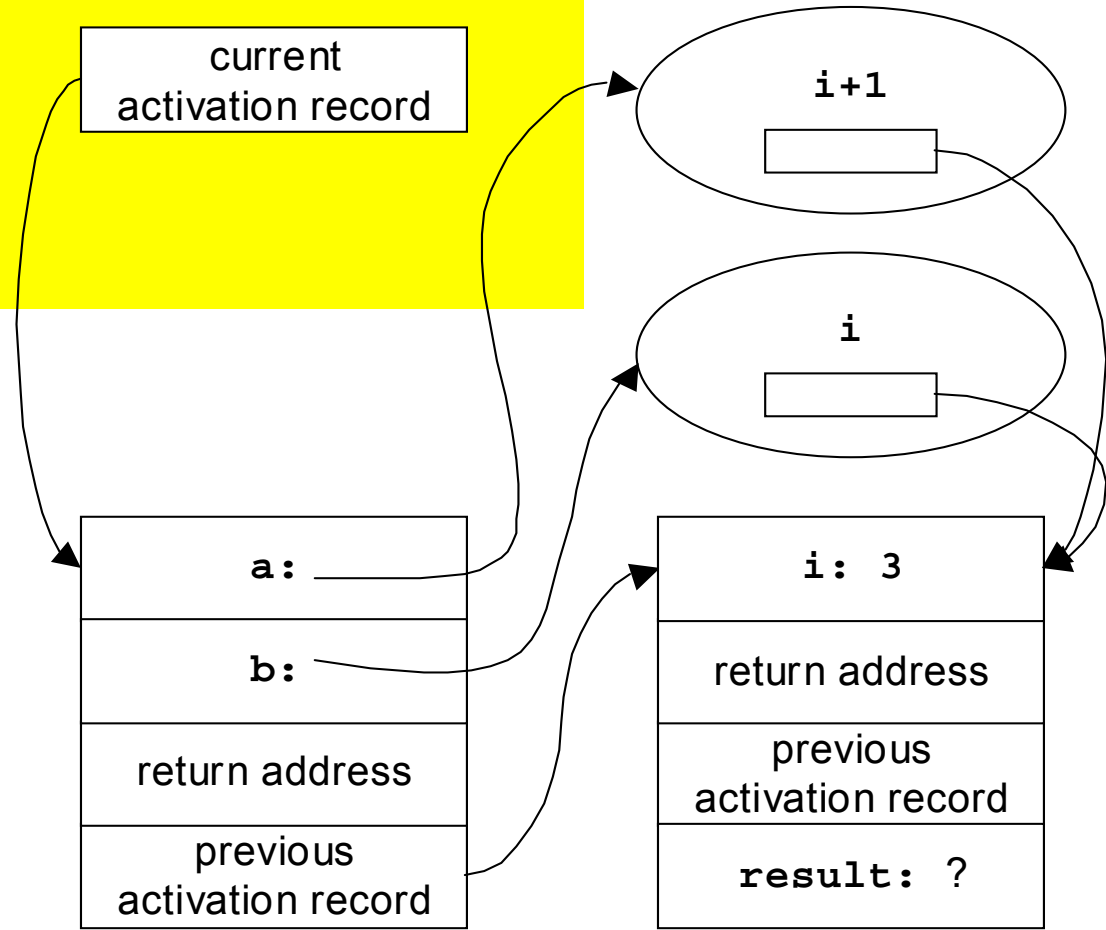 current
activation record
i+1
i
a:
b:
return address
previous
activation record
i: 3
return address
previous
activation record
result: ?